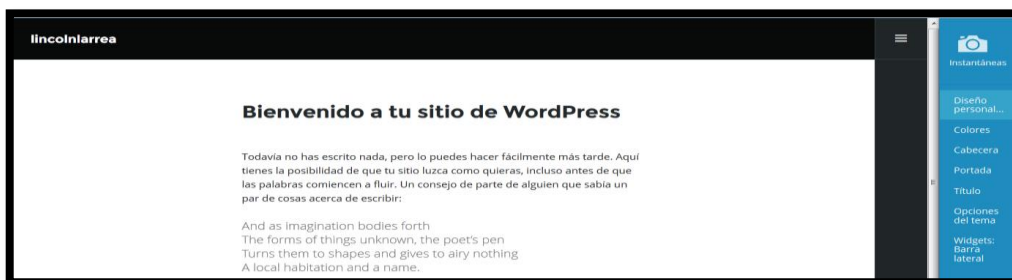 lincolnlarrea
Bienvenido a tu sitio de WordPress
Todavía no has escrito nada, pero lo puedes hacer fácilmente más tarde. Aquí
tienes la posibilidad de que tu sitio luzca como quieras, incluso antes de que
las palabras comiencen a fluir. Un consejo de parte de alguien que sabía un
par de cosas acerca de escribir:
And as imagination bodies forth
The forms of things unknown, the poet's pen
Turns them to shapes and gives to airy nothing
A local habitation and a name.
Instantáneas
Diseño
personal...
Colores
Cabecera
Portada
Título
Opciones
del tema
Widgets:
Barra
lateral